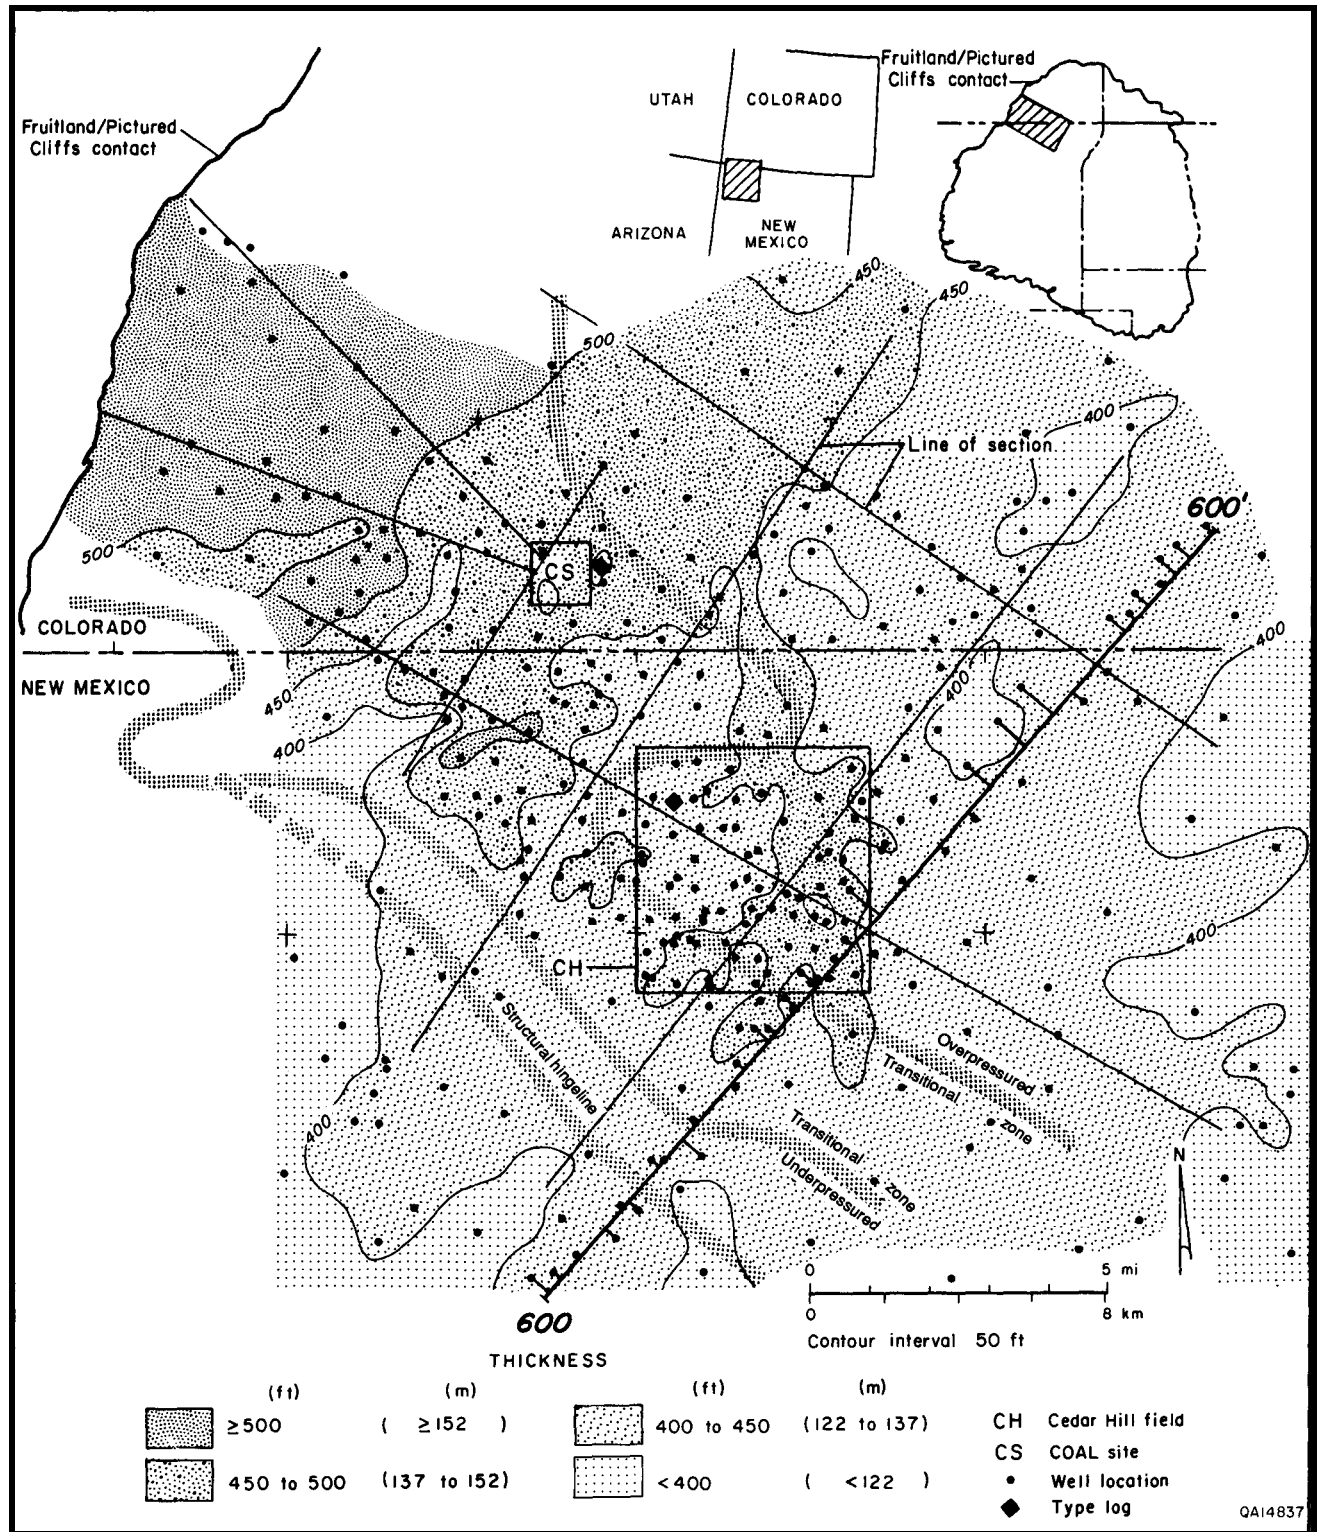 Fruitland/Pictured
Cliffs contact
UTAH
COLORADO
Fruitland/Pictured
Cliffs contact
ARIZONA
NEW
MEXICO
450
450
500
400
Line of section
600'
500
CS
COLORADO
NEW MEXICO
400
450
400
400
400
CH
Structural hingeline
Overpressured
Transitional
zone
400
Transitional
zone
Underpressured
N
0
5 mi
0
8 km
Contour interval 50 ft
600
THICKNESS
(ft) (m) (ft) (m)
≥500 ( ≥152 ) 400 to 450 (122 to 137) CH Cedar Hill field
CS COAL site
450 to 500 (137 to 152) <400 ( <122 ) Well location
Type log
QA14837